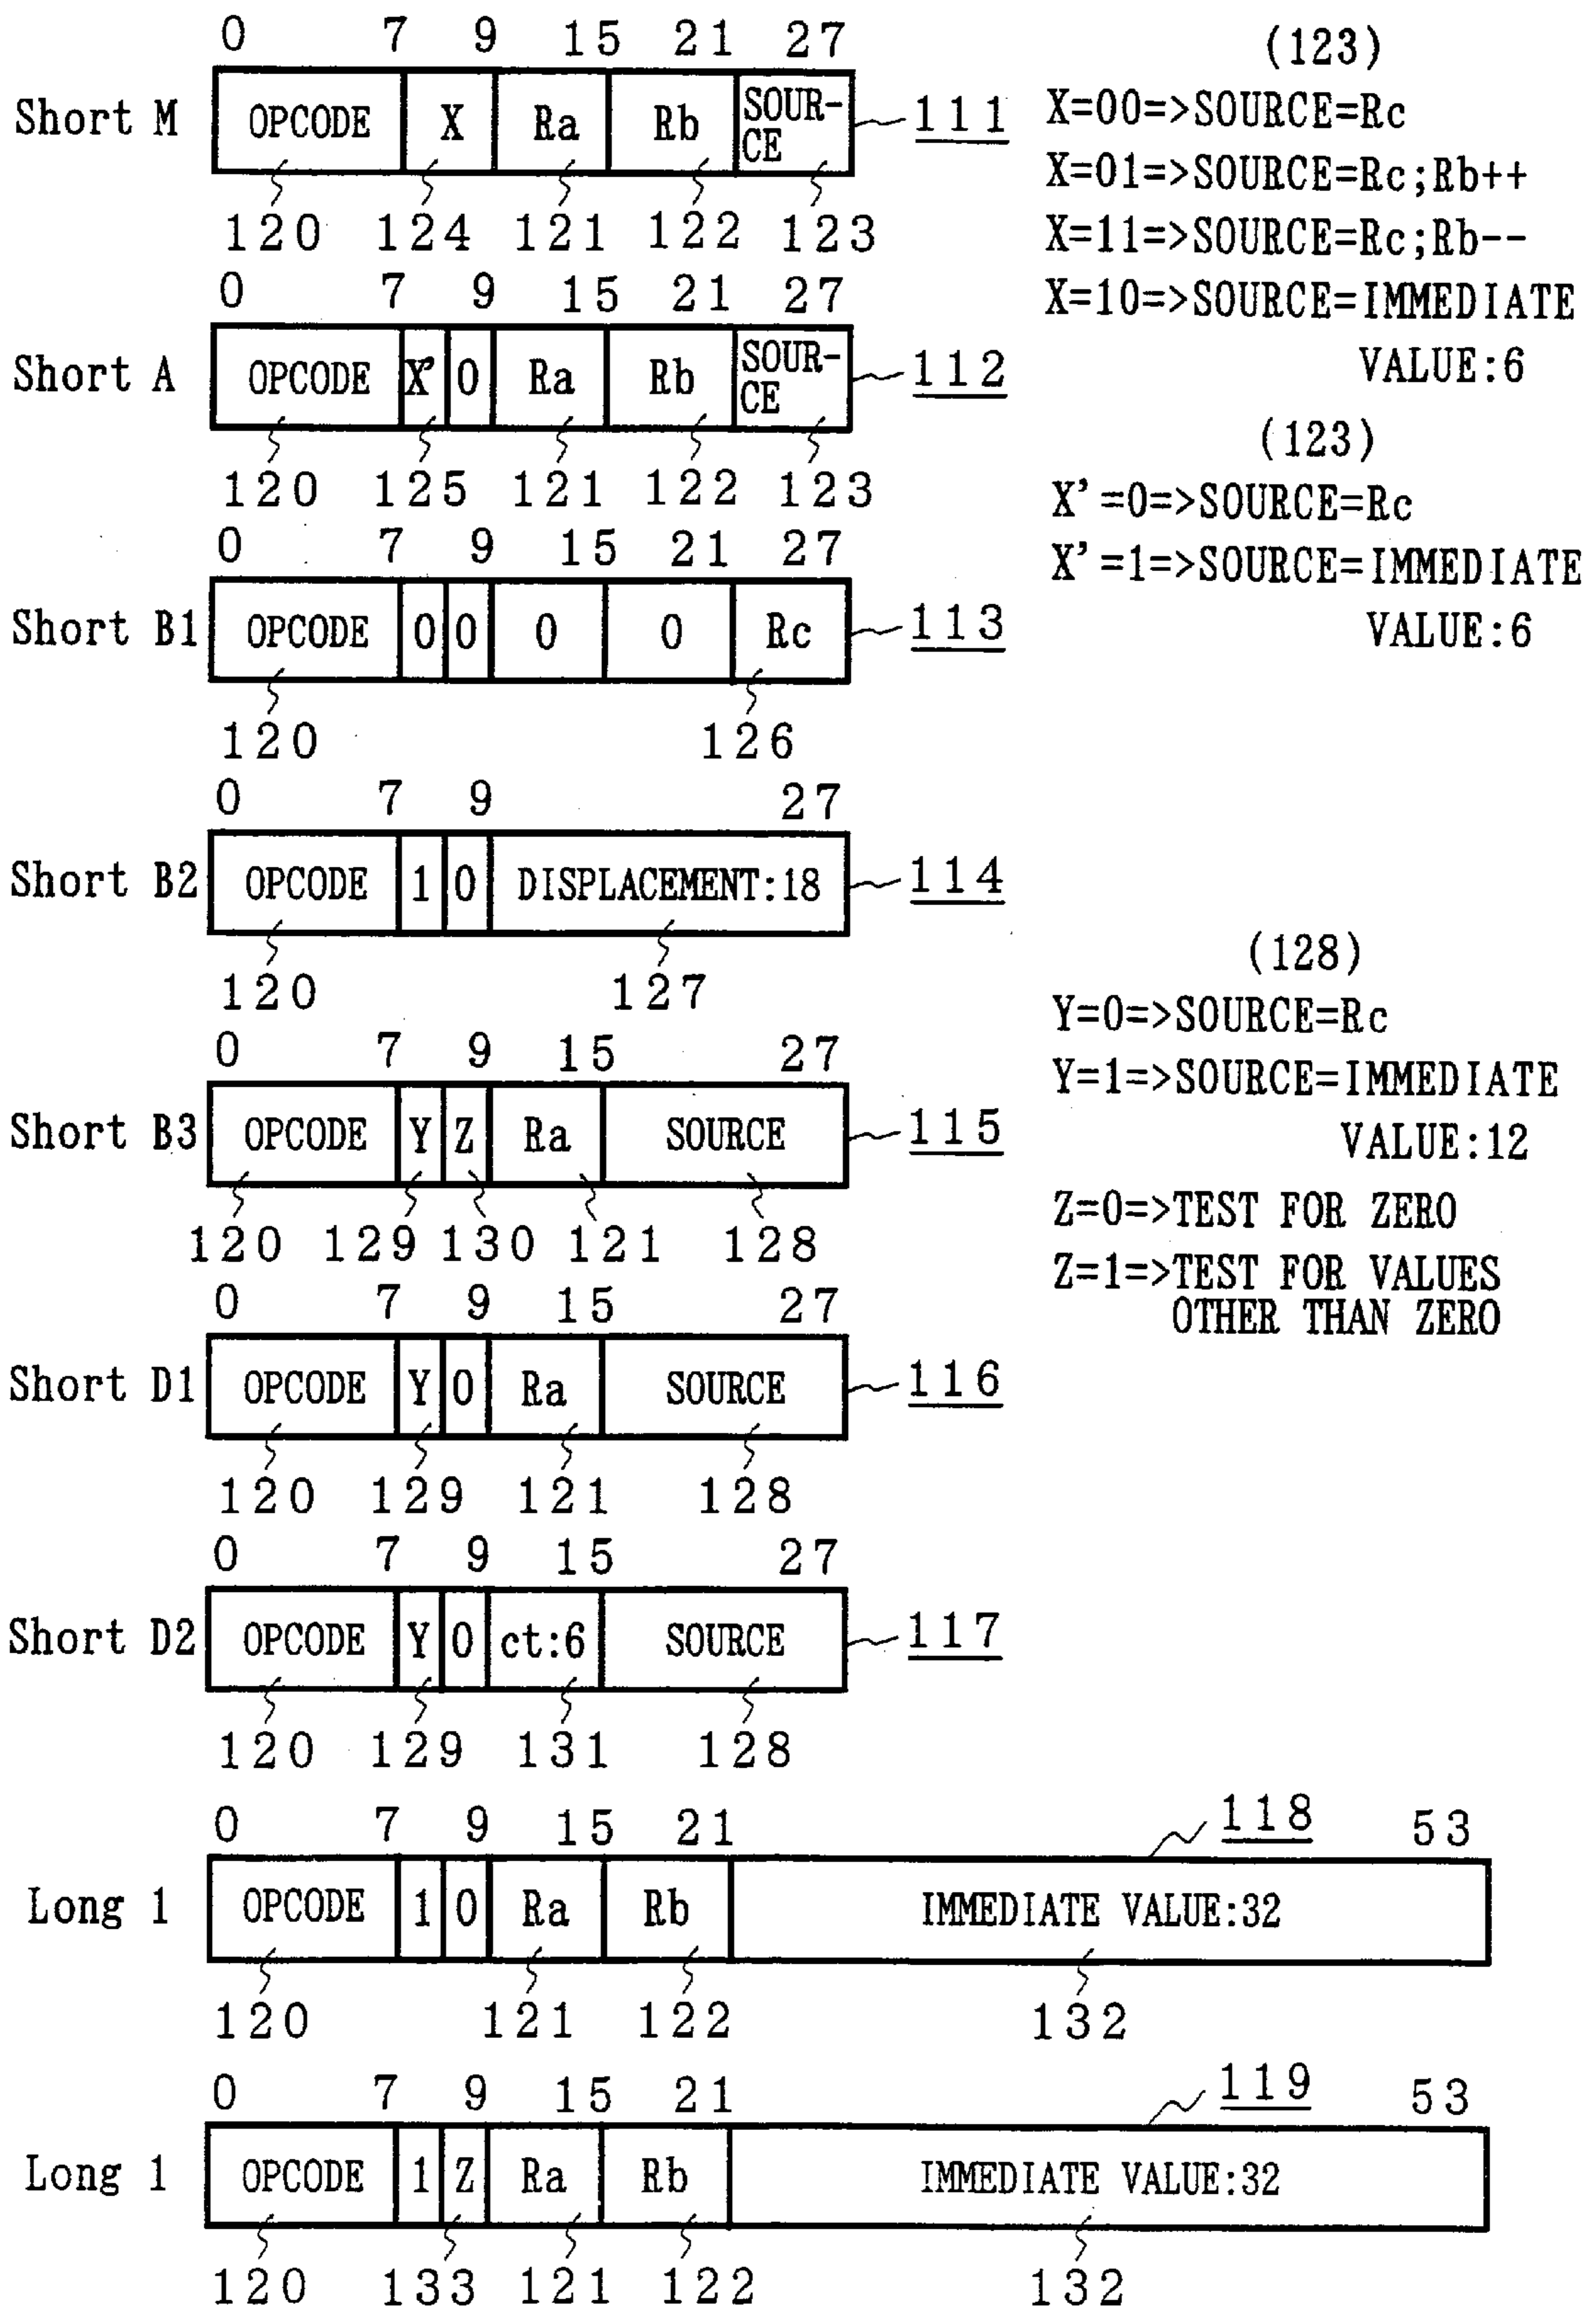 0 7 9 15 21 27
Short M OPCODE X Ra Rb SOUR-CE 111
120 124 121 122 123
(123)
X=00=>SOURCE=Rc
X=01=>SOURCE=Rc;Rb++
X=11=>SOURCE=Rc;Rb--
X=10=>SOURCE=IMMEDIATE
VALUE:6
0 7 9 15 21 27
Short A OPCODE X' 0 Ra Rb SOUR-CE 112
120 125 121 122 123
(123)
X'=0=>SOURCE=Rc
X'=1=>SOURCE=IMMEDIATE
VALUE:6
0 7 9 15 21 27
Short B1 OPCODE 0 0 0 0 Rc 113
120 126
0 7 9 27
Short B2 OPCODE 1 0 DISPLACEMENT:18 114
120 127
0 7 9 15 27
Short B3 OPCODE Y Z Ra SOURCE 115
120 129 130 121 128
(128)
Y=0=>SOURCE=Rc
Y=1=>SOURCE=IMMEDIATE
VALUE:12
Z=0=>TEST FOR ZERO
Z=1=>TEST FOR VALUES
OTHER THAN ZERO
0 7 9 15 27
Short D1 OPCODE Y 0 Ra SOURCE 116
120 129 121 128
0 7 9 15 27
Short D2 OPCODE Y 0 ct:6 SOURCE 117
120 129 131 128
0 7 9 15 21 118 53
Long 1 OPCODE 1 0 Ra Rb IMMEDIATE VALUE:32
120 121 122 132
0 7 9 15 21 119 53
Long 1 OPCODE 1 Z Ra Rb IMMEDIATE VALUE:32
120 133 121 122 132